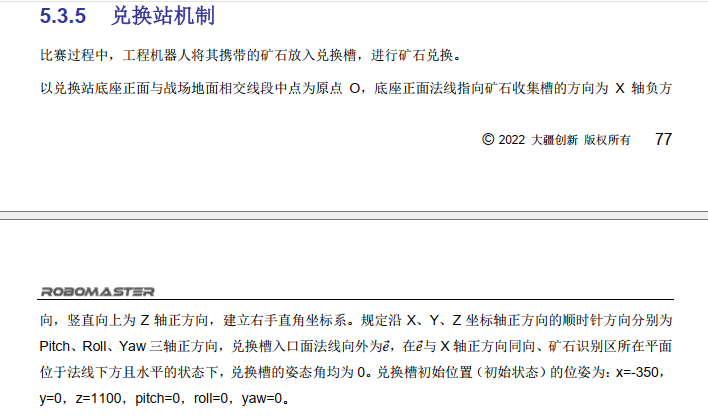 5.3.5 兑换站机制
比赛过程中，工程机器人将其携带的矿石放入兑换槽，进行矿石兑换。
以兑换站底座正面与战场地面相交线段中点为原点 O，底座正面法线指向矿石收集槽的方向为 X 轴负方
© 2022 大疆创新 版权所有 77
ROBOMASTER
向，竖直向上为 Z 轴正方向，建立右手直角坐标系。规定沿 X、Y、Z 坐标轴正方向的顺时针方向分别为
Pitch、Roll、Yaw 三轴正方向，兑换槽入口面法线向外为e⃗，在e⃗与 X 轴正方向同向、矿石识别区所在平面
位于法线下方且水平的状态下，兑换槽的姿态角均为 0。兑换槽初始位置（初始状态）的位姿为：x=-350，
y=0，z=1100，pitch=0，roll=0，yaw=0。